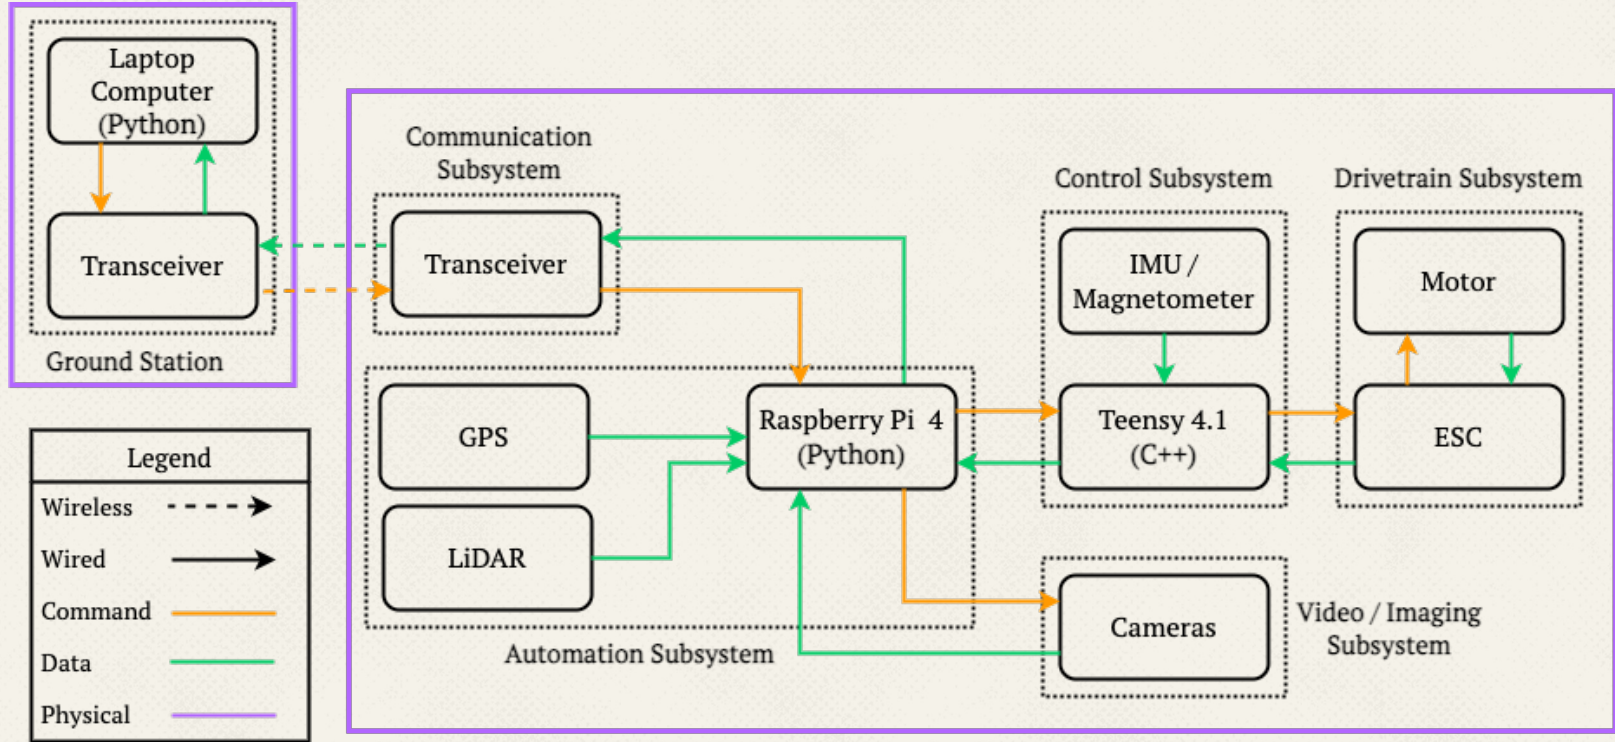 Laptop
Computer
(Python)
Transceiver
Ground Station
Communication
Subsystem
Transceiver
Control Subsystem
IMU /
Magnetometer
Teensy 4.1
(C++)
Drivetrain Subsystem
Motor
ESC
GPS
LiDAR
Raspberry Pi 4
(Python)
Automation Subsystem
Cameras
Video / Imaging
Subsystem
Legend
Wireless
Wired
Command
Data
Physical